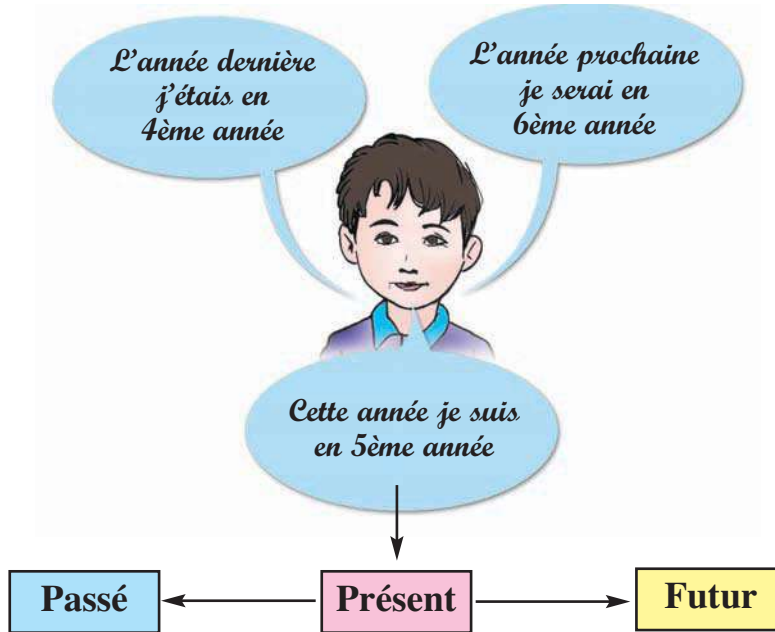 L'année dernière
j'étais en
4ème année
L'année prochaine
je serai en
6ème année
Cette année je suis
en 5ème année
Passé
Présent
Futur